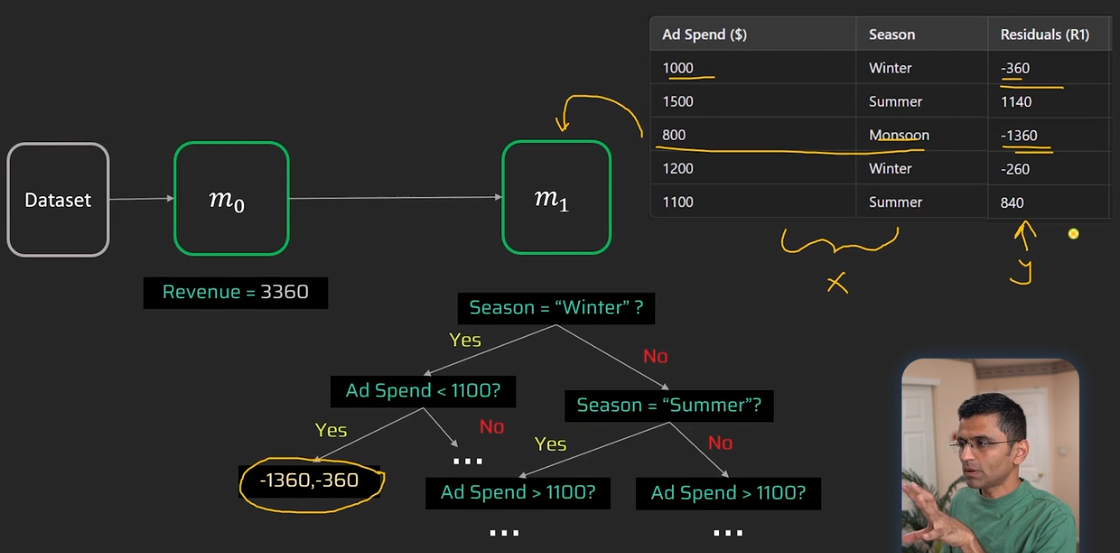 Ad Spend ($) Season Residuals (R1)
1000 Winter -360
1500 Summer 1140
800 Monsoon -1360
1200 Winter -260
1100 Summer 840
x
y
Dataset
m0
m1
Revenue = 3360
Season = “Winter” ?
Yes
No
Ad Spend < 1100?
Season = “Summer”?
Yes
No
Yes
No
-1360,-360
...
Ad Spend > 1100?
Ad Spend > 1100?
...
...